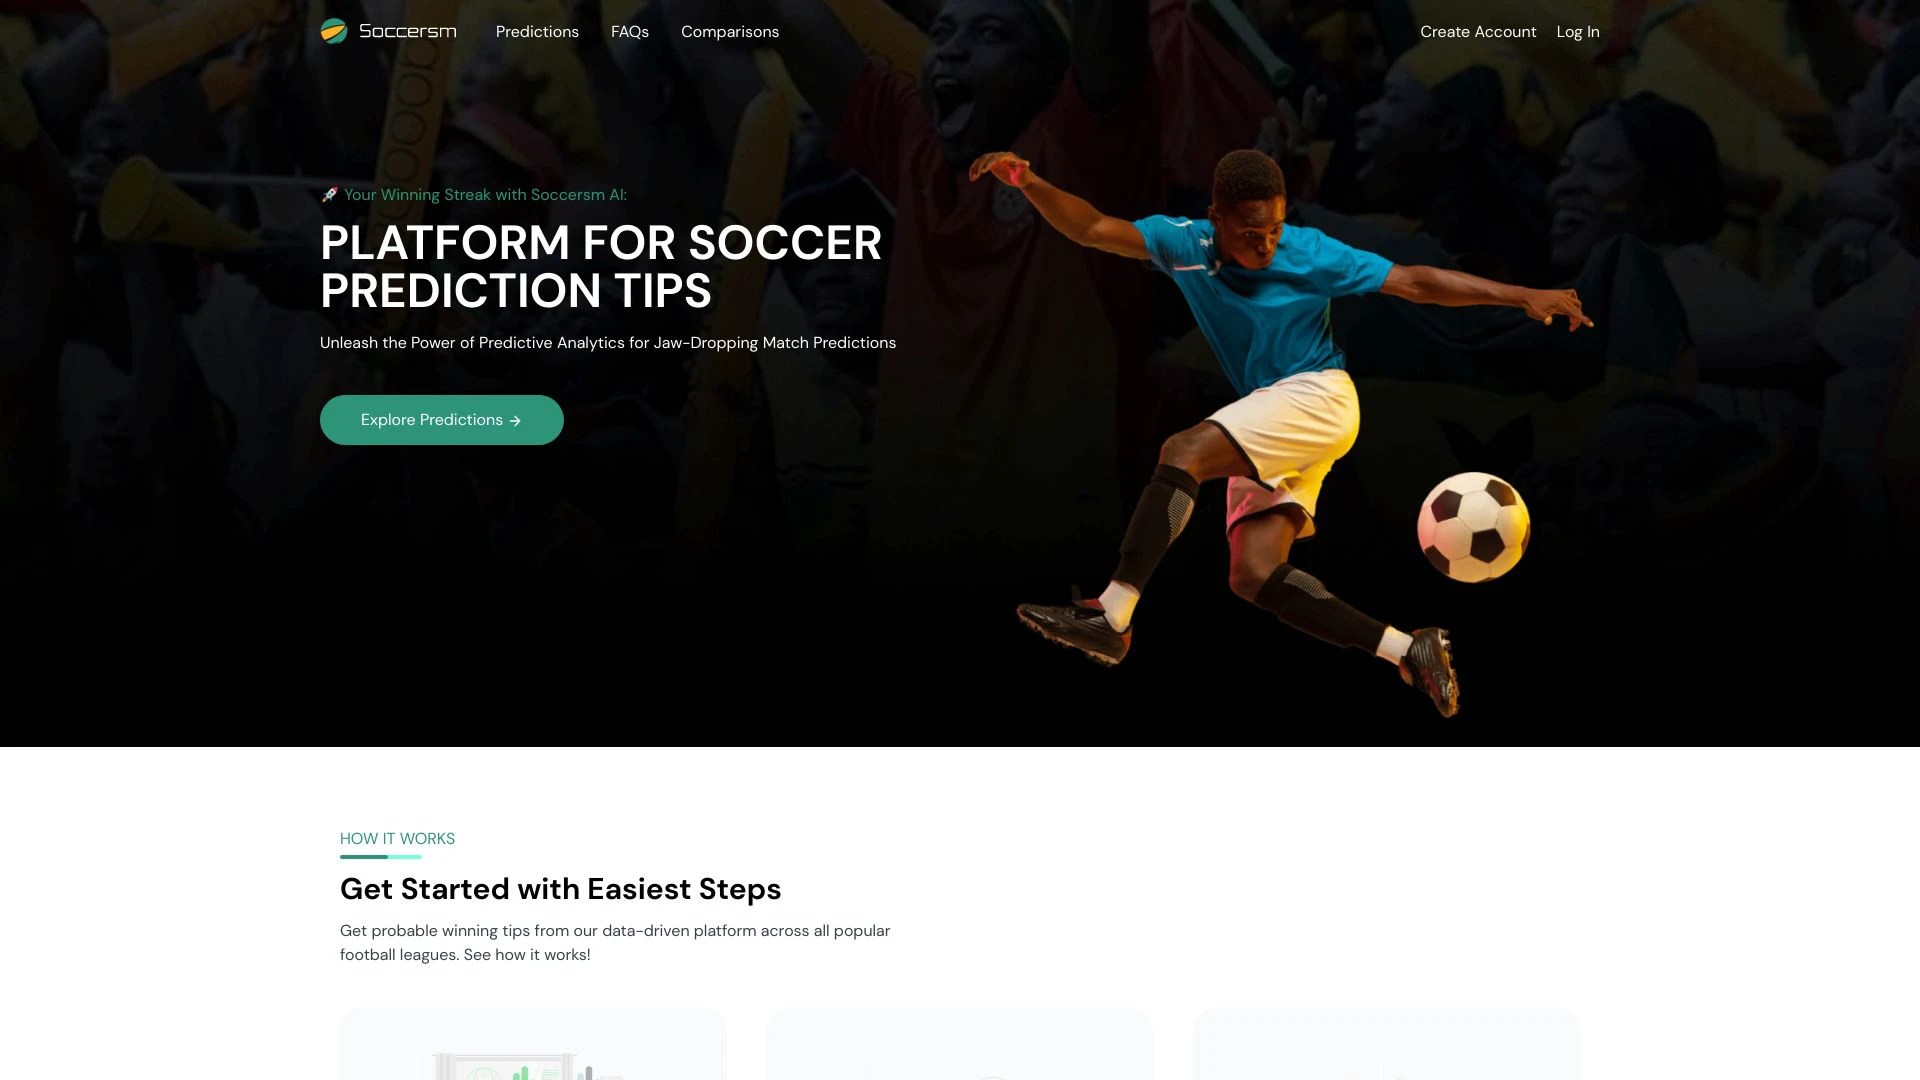 Soccersm
Predictions
FAQs
Comparisons
Create Account
Log In
🚀 Your Winning Streak with Soccersm AI:
PLATFORM FOR SOCCER
PREDICTION TIPS
Unleash the Power of Predictive Analytics for Jaw-Dropping Match Predictions
Explore Predictions →
HOW IT WORKS
Get Started with Easiest Steps
Get probable winning tips from our data-driven platform across all popular
football leagues. See how it works!